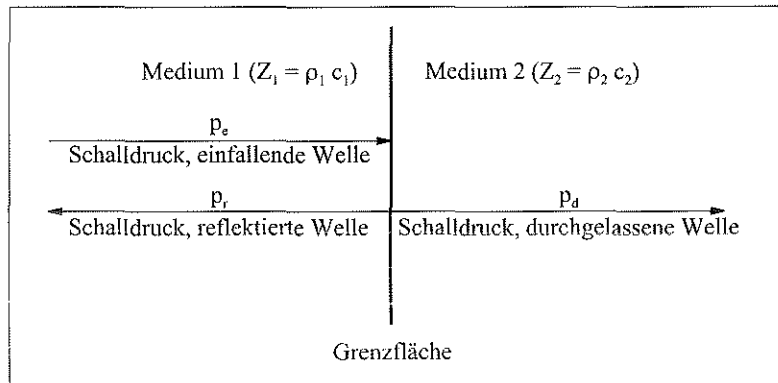 Medium 1 (Z₁ = ρ₁ c₁) Medium 2 (Z₂ = ρ₂ c₂)
pₑ
Schalldruck, einfallende Welle
pᵣ p_d
Schalldruck, reflektierte Welle Schalldruck, durchgelassene Welle
Grenzfläche